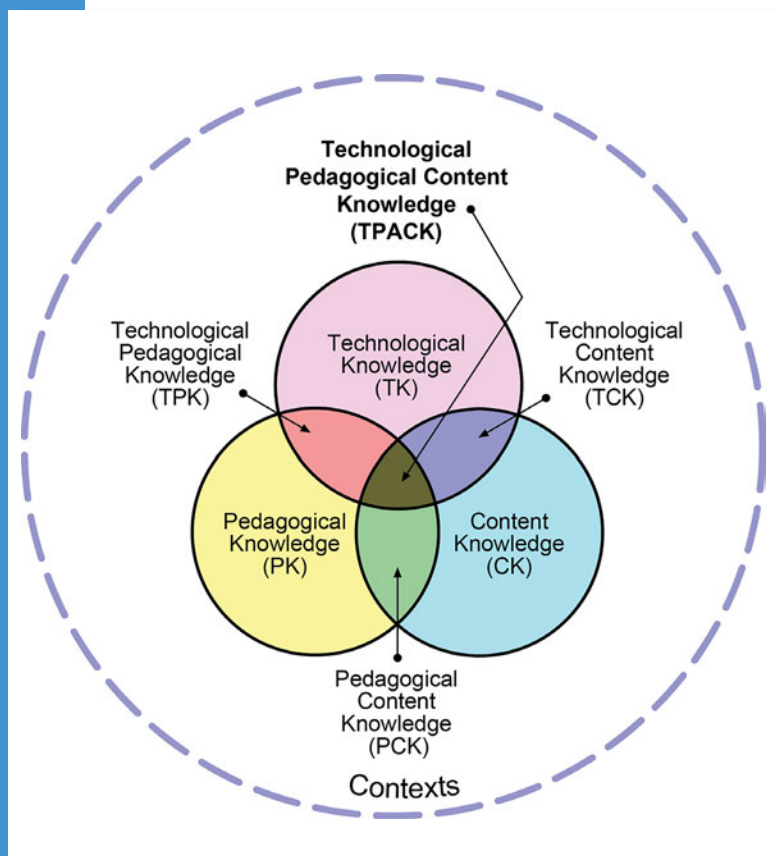 Technological
Pedagogical Content
Knowledge
(TPACK)
Technological
Pedagogical
Knowledge
(TPK)
Technological
Knowledge
(TK)
Technological
Content
Knowledge
(TCK)
Pedagogical
Knowledge
(PK)
Content
Knowledge
(CK)
Pedagogical
Content
Knowledge
(PCK)
Contexts